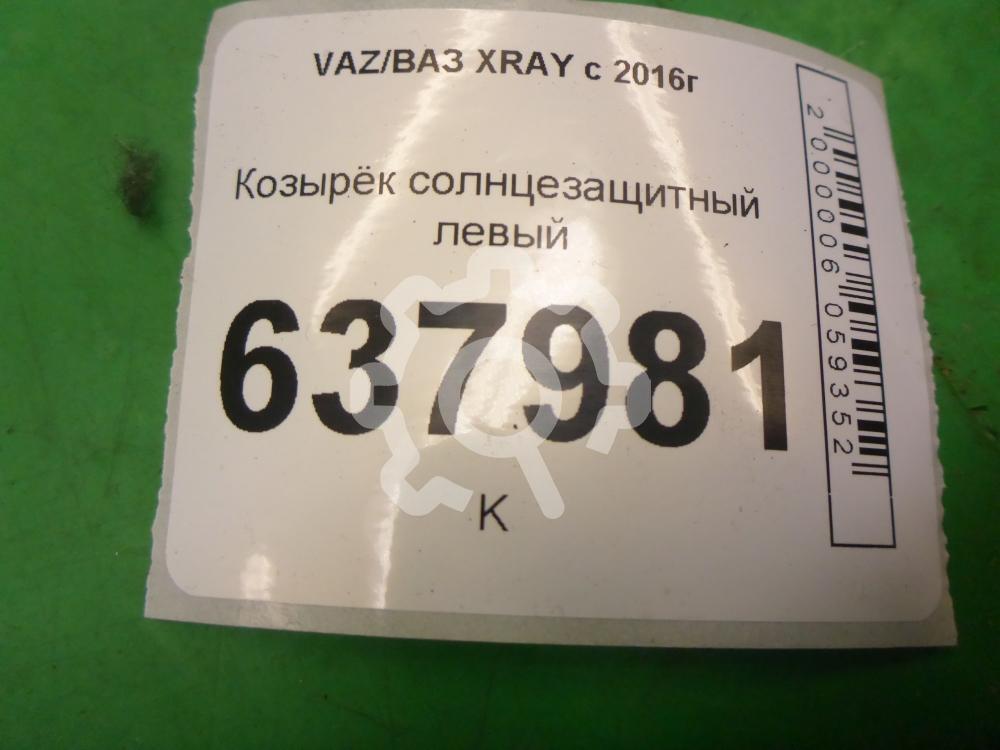 VAZ/ВАЗ XRAY с 2016г
Козырёк солнцезащитный
левый
637981
К
2000006059352